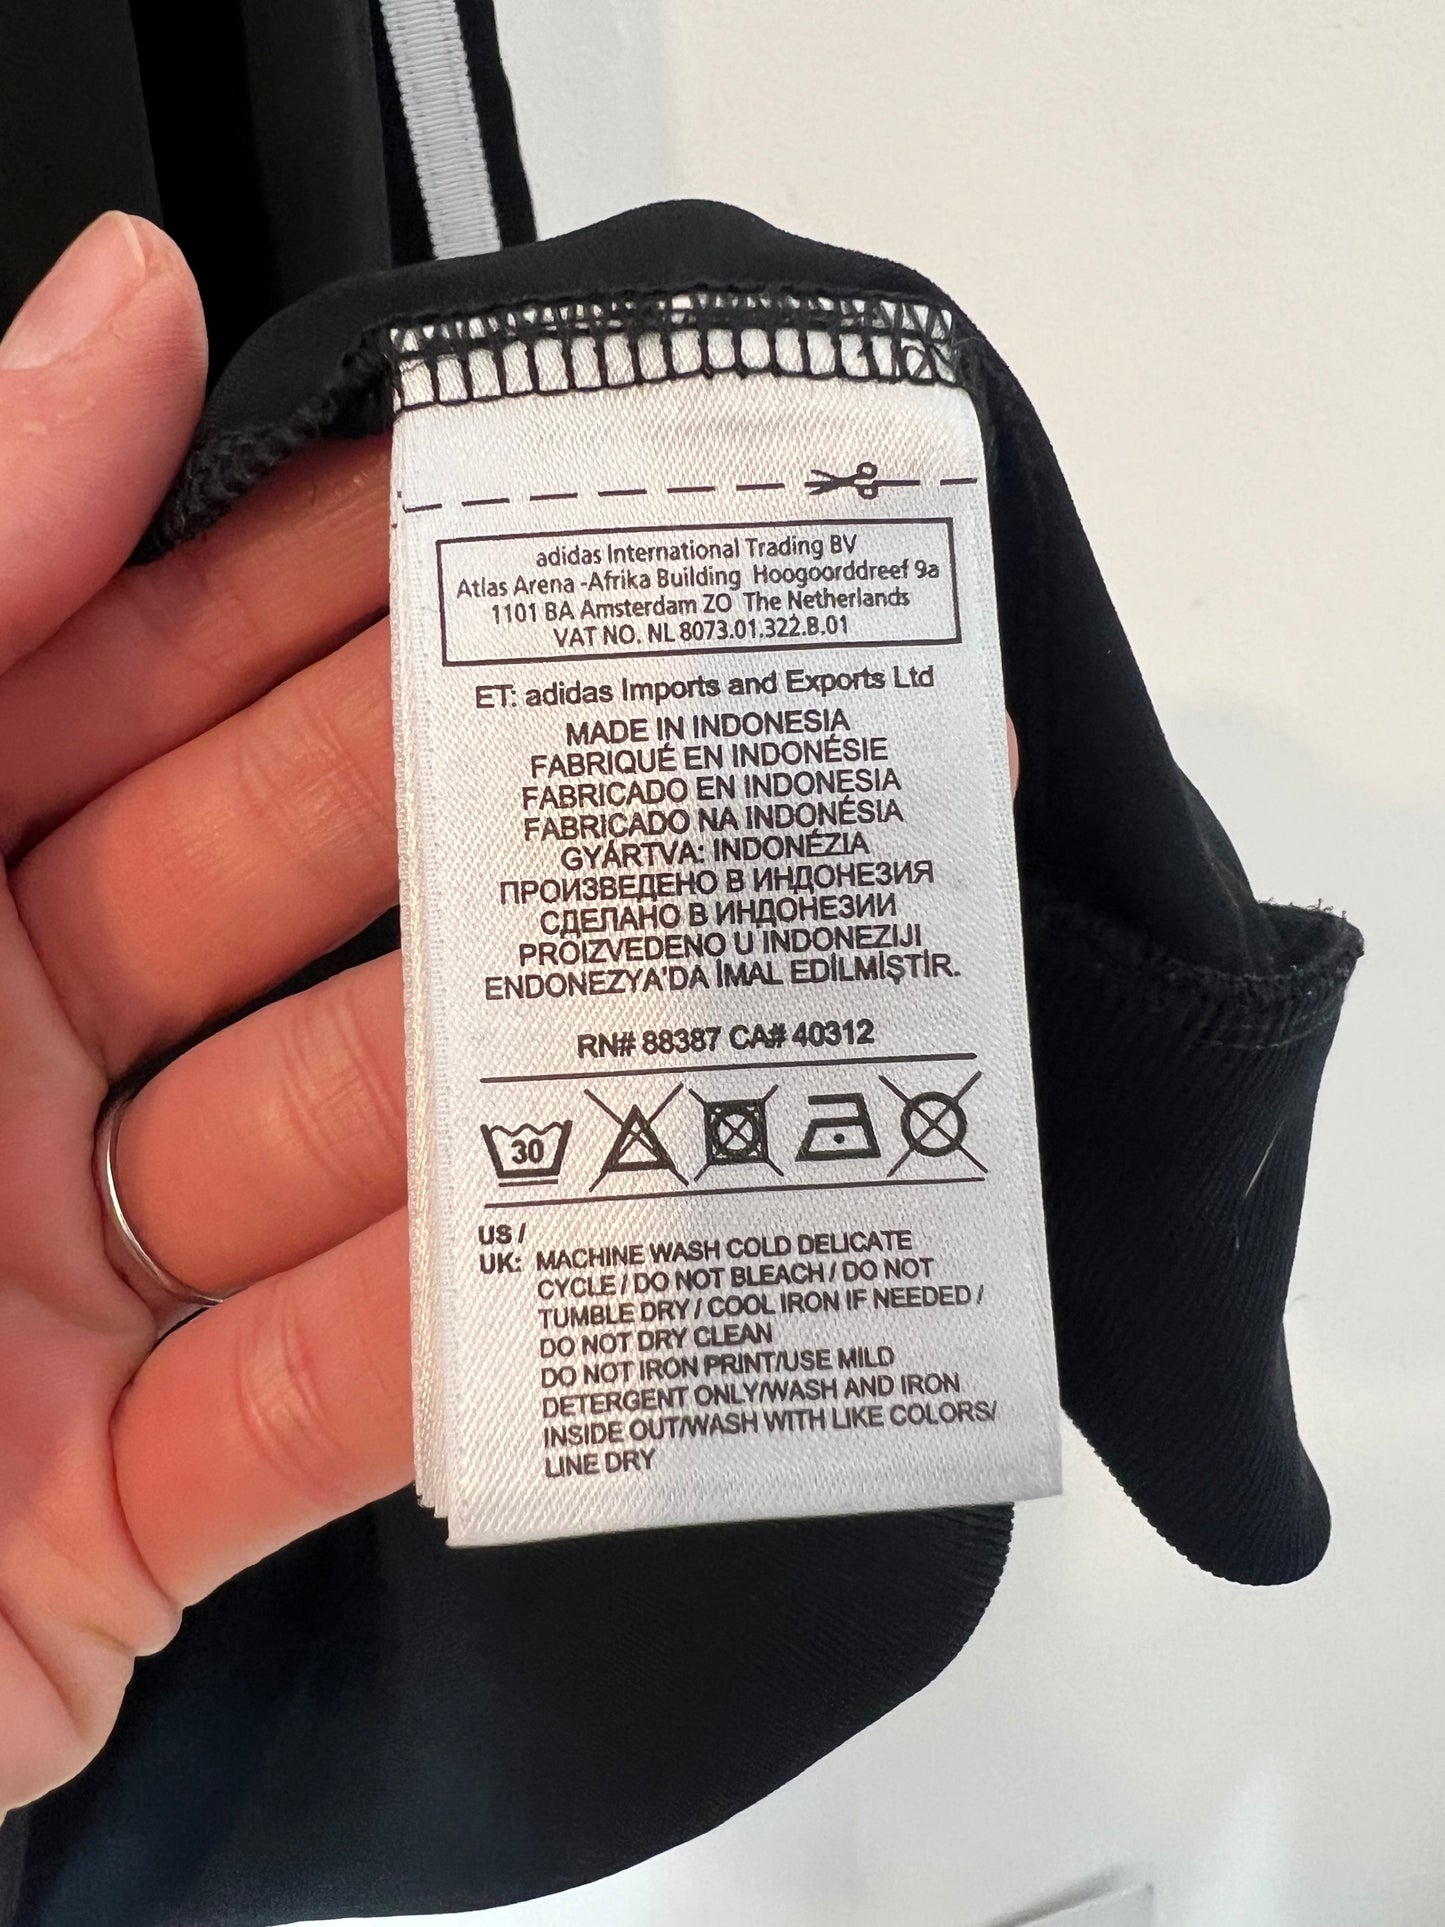 adidas International Trading BV
Atlas Arena -Afrika Building Hoogoorddreef 9a
1101 BA Amsterdam ZO The Netherlands
VAT NO. NL 8073.01.322.B.01
ET: adidas Imports and Exports Ltd
MADE IN INDONESIA
FABRIQUÉ EN INDONÉSIE
FABRICADO EN INDONESIA
FABRICADO NA INDONÉSIA
GYÁRTVA: INDONÉZIA
ПРОИЗВЕДЕНО В ИНДОНЕЗИЯ
СДЕЛАНО В ИНДОНЕЗИИ
PROIZVEDENO U INDONEZIJI
ENDONEZYA'DA İMAL EDİLMİŞTİR.
RN# 88387 CA# 40312
30
US /
UK: MACHINE WASH COLD DELICATE
CYCLE / DO NOT BLEACH / DO NOT
TUMBLE DRY / COOL IRON IF NEEDED /
DO NOT DRY CLEAN
DO NOT IRON PRINT/USE MILD
DETERGENT ONLY/WASH AND IRON
INSIDE OUT/WASH WITH LIKE COLORS/
LINE DRY